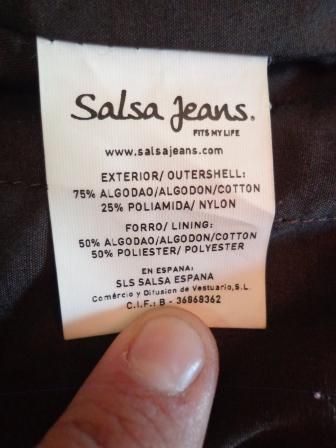 Salsa Jeans®
FITS MY LIFE
www.salsajeans.com
EXTERIOR/ OUTERSHELL:
75% ALGODAO/ALGODON/COTTON
25% POLIAMIDA/ NYLON
FORRO/ LINING:
50% ALGODAO/ALGODON/ COTTON
50% POLIESTER/ POLYESTER
EN ESPANA:
SLS SALSA ESPANA
Comércio y Difusion de Vestuario,S.L.
C.I.F.: B - 36868362